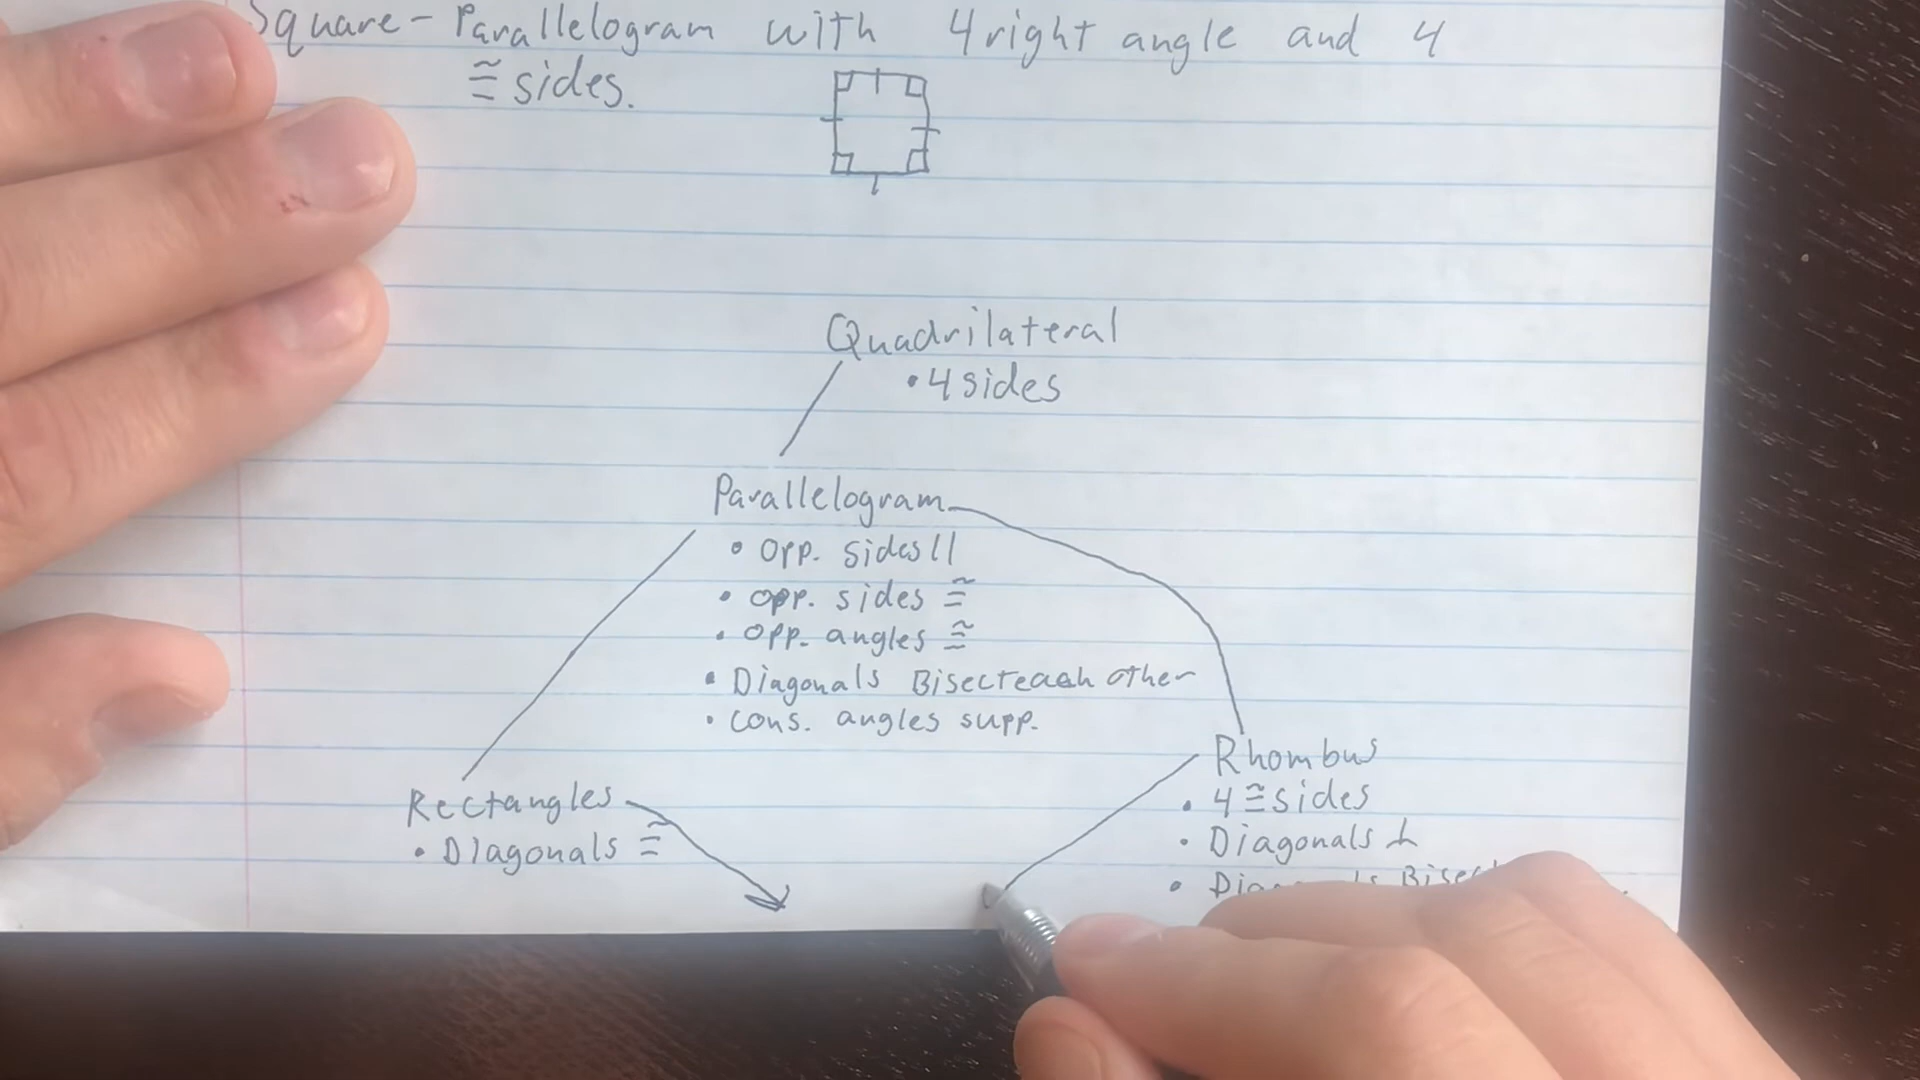 Square - Parallelogram with 4 right angle and 4
≅ sides.
Quadrilateral
• 4 sides
Parallelogram
• Opp. sides ||
• opp. sides ≅
• opp. angles ≅
• Diagonals Bisect each other
• cons. angles supp.
Rectangles
• Diagonals ≅
Rhombus
• 4 ≅ sides
• Diagonals ⊥
•